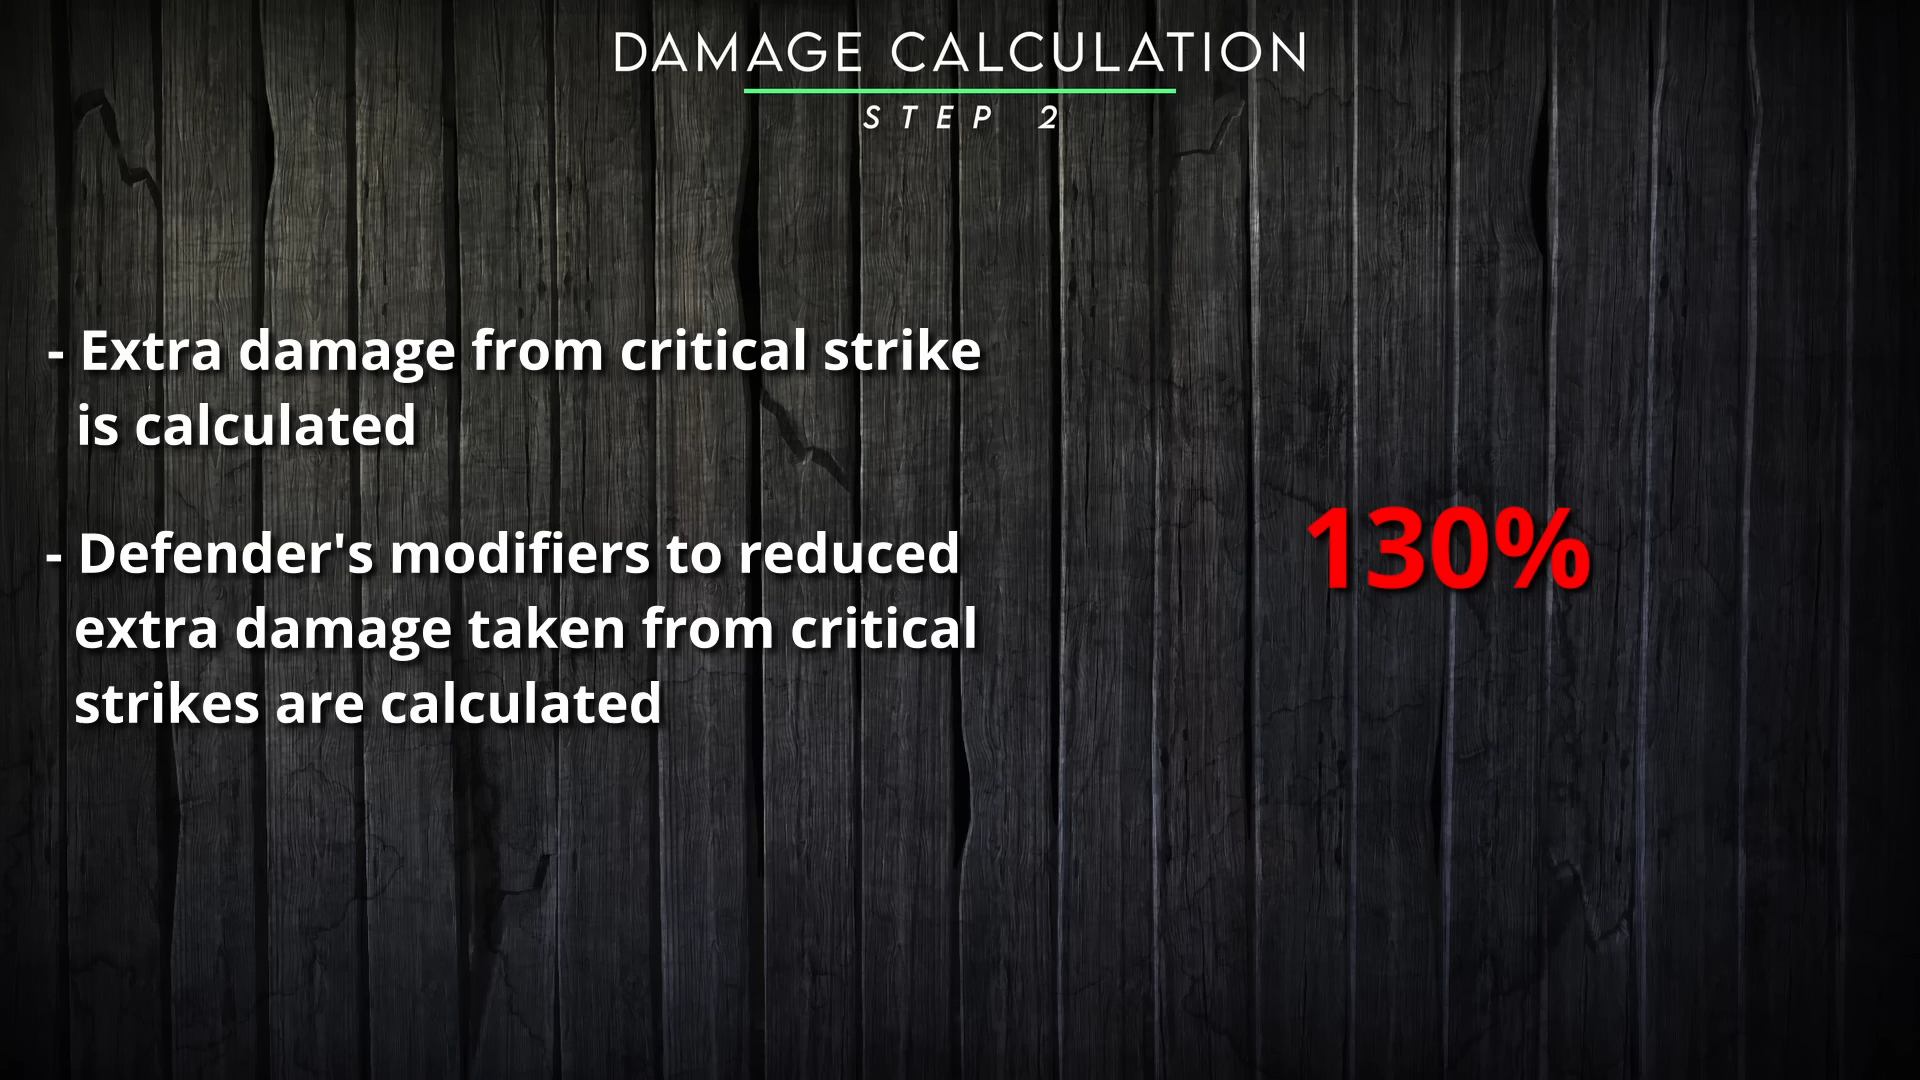 DAMAGE CALCULATION
STEP 2
- Extra damage from critical strike
is calculated
- Defender's modifiers to reduced
extra damage taken from critical
strikes are calculated
130%